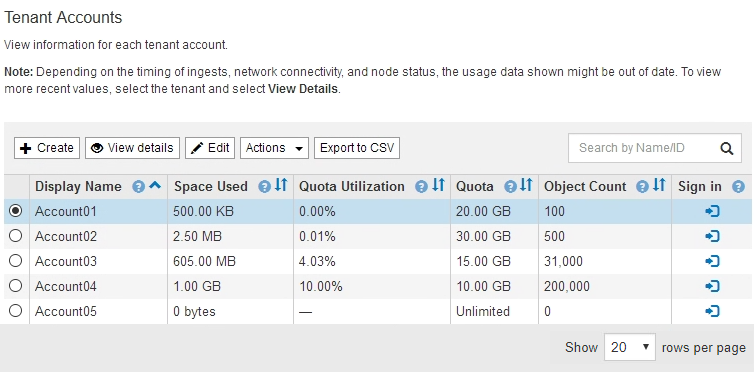 Tenant Accounts
View information for each tenant account.
Note: Depending on the timing of ingests, network connectivity, and node status, the usage data shown might be out of date. To view
more recent values, select the tenant and select View Details.
Create View details Edit Actions Export to CSV Search by Name/ID
Display Name Space Used Quota Utilization Quota Object Count Sign in
Account01 500.00 KB 0.00% 20.00 GB 100
Account02 2.50 MB 0.01% 30.00 GB 500
Account03 605.00 MB 4.03% 15.00 GB 31,000
Account04 1.00 GB 10.00% 10.00 GB 200,000
Account05 0 bytes — Unlimited 0
Show 20 rows per page